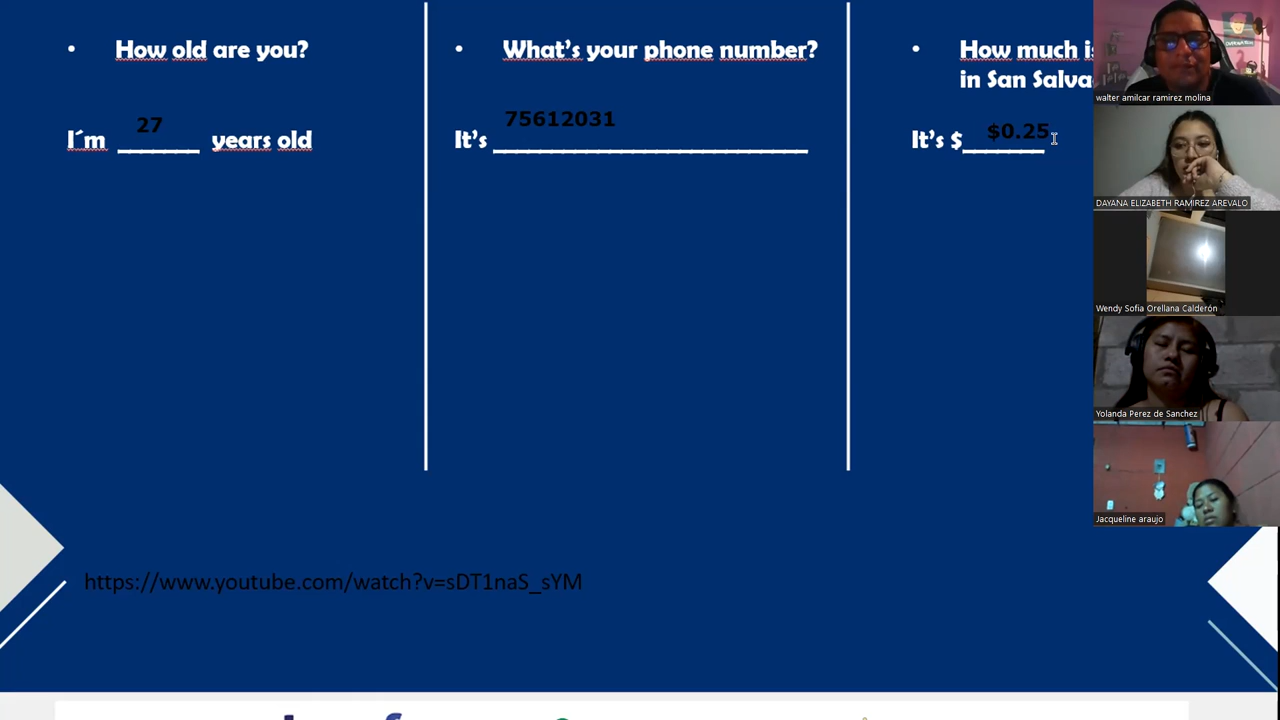 • How old are you?
I´m 27 years old
• What's your phone number?
75612031
It's ____________________
• How much is
in San Salva
It's $ $0.25
https://www.youtube.com/watch?v=sDT1naS_sYM
walter amilcar ramirez molina
DAYANA ELIZABETH RAMIREZ AREVALO
Wendy Sofia Orellana Calderón
Yolanda Perez de Sanchez
Jacqueline araujo